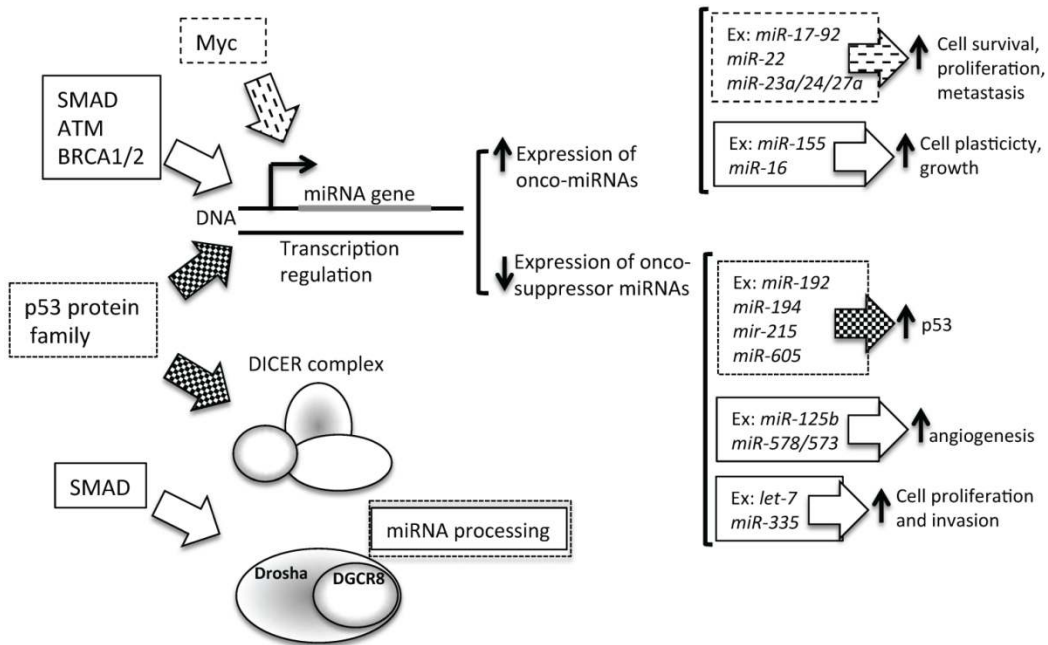 Myc
SMAD
ATM
BRCA1/2
miRNA gene
DNA
Transcription
regulation
p53 protein
family
DICER complex
SMAD
miRNA processing
Drosha
DGCR8
Expression of
onco-miRNAs
Expression of onco-
suppressor miRNAs
Ex: miR-17-92
miR-22
miR-23a/24/27a
Cell survival,
proliferation,
metastasis
Ex: miR-155
miR-16
Cell plasticicty,
growth
Ex: miR-192
miR-194
mir-215
miR-605
p53
Ex: miR-125b
miR-578/573
angiogenesis
Ex: let-7
miR-335
Cell proliferation
and invasion